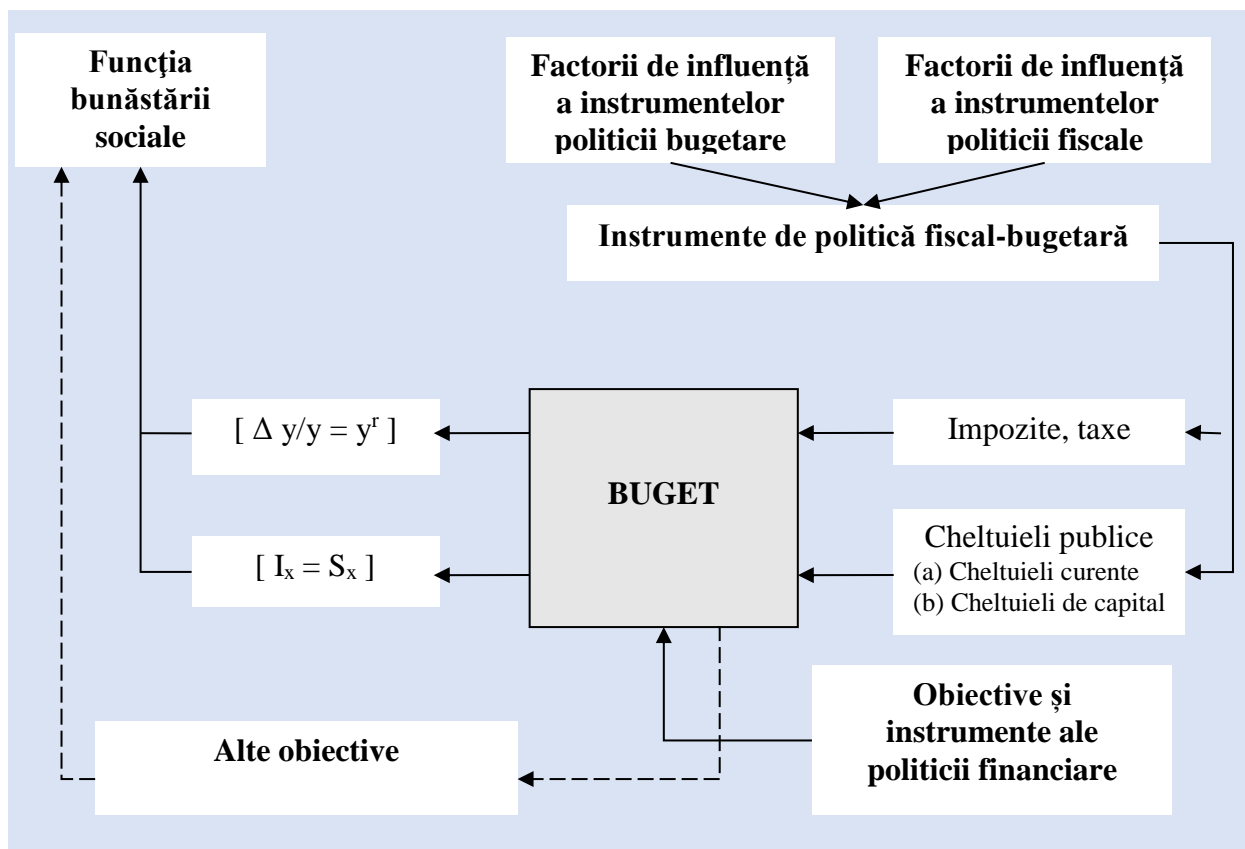 Funcţia
bunăstării
sociale
Factorii de influență
a instrumentelor
politicii bugetare
Factorii de influență
a instrumentelor
politicii fiscale
Instrumente de politică fiscal-bugetară
[ Δ y/y = yʳ ]
BUGET
Impozite, taxe
[ Iₓ = Sₓ ]
Cheltuieli publice
(a) Cheltuieli curente
(b) Cheltuieli de capital
Alte obiective
Obiective și
instrumente ale
politicii financiare